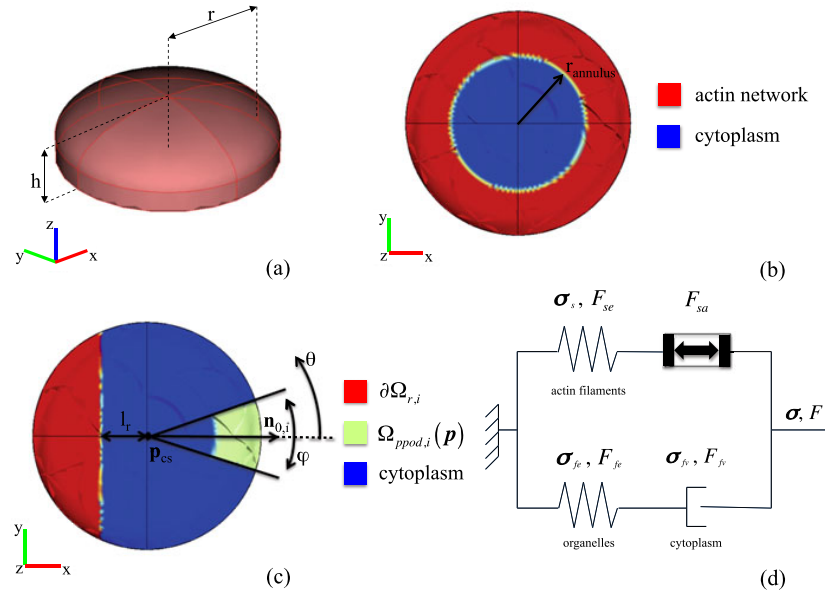 r
h
z
y
x
(a)
r_annulus
actin network
cytoplasm
y
z
x
(b)
θ
l_r
n_0,i
p_cs
φ
∂Ω_r,i
Ω_ppod,i(p)
cytoplasm
y
z
x
(c)
σ_s, F_se
F_sa
actin filaments
σ, F
σ_fe, F_fe
σ_fv, F_fv
organelles
cytoplasm
(d)